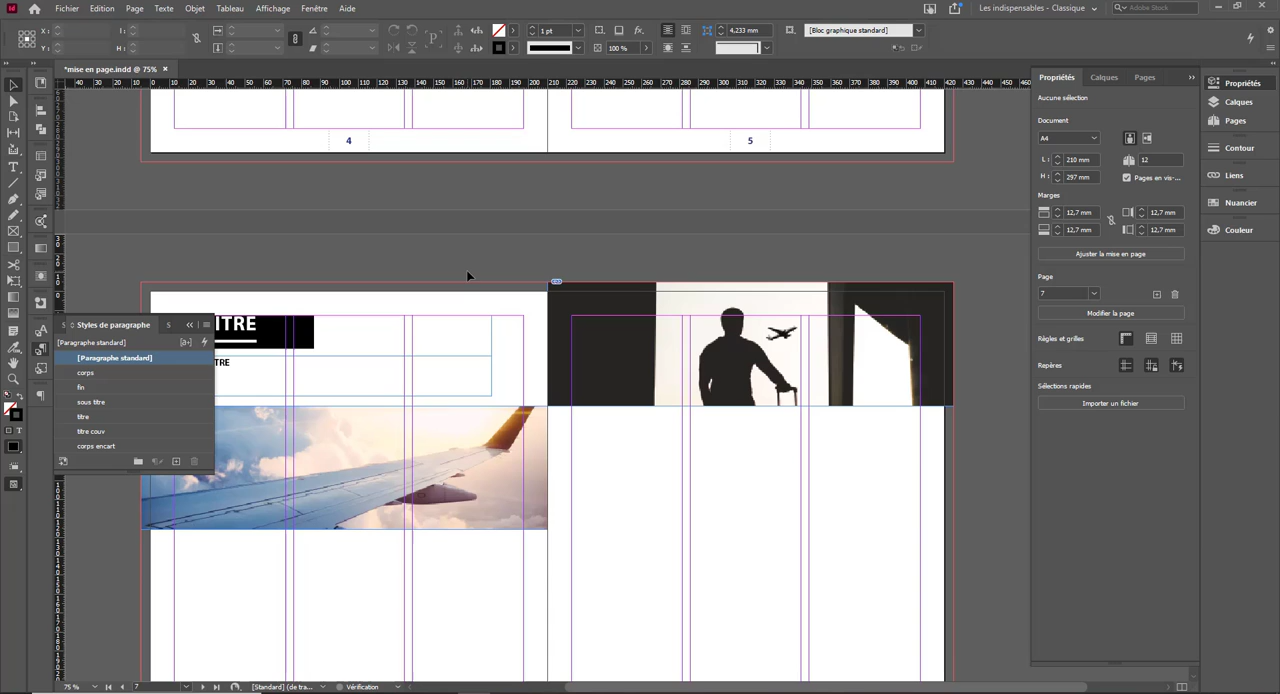 Fichier Edition Page Texte Objet Tableau Affichage Fenêtre Aide
Les indispensables - Classique
Adobe Stock
X :
Y :
L :
H :
1 pt
100 %
4,233 mm
[Bloc graphique standard]
*mise en page.indd @ 75%
4
5
ITRE
TRE
Styles de paragraphe
[Paragraphe standard]
[Paragraphe standard]
corps
fin
sous titre
titre
titre couv
corps encart
Propriétés Calques Pages
Aucune sélection
Document
A4
L : 210 mm 12
H : 297 mm Pages en vis-...
Marges
12,7 mm 12,7 mm
12,7 mm 12,7 mm
Ajuster la mise en page
Page
7
Modifier la page
Règles et grilles
Repères
Sélections rapides
Importer un fichier
Propriétés
Calques
Pages
Contour
Liens
Nuancier
Couleur
75 % 7 [Standard] (de tra... Vérification